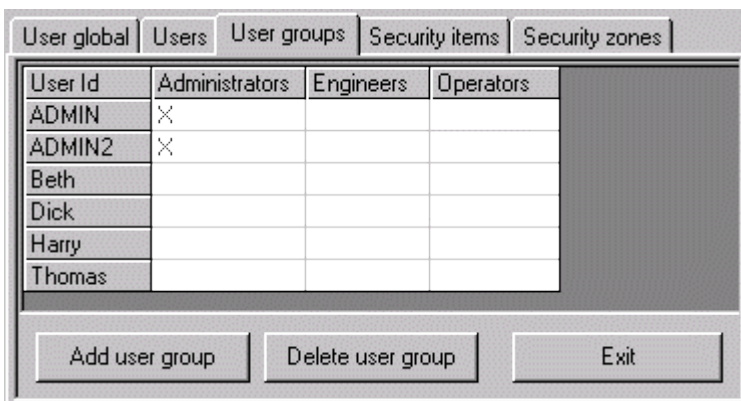 User global Users User groups Security items Security zones
User Id Administrators Engineers Operators
ADMIN X
ADMIN2 X
Beth
Dick
Harry
Thomas
Add user group Delete user group Exit